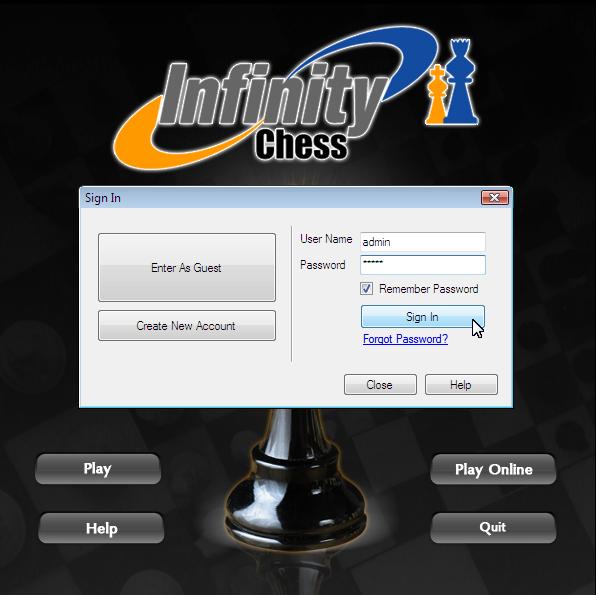 Infinity
Chess
Sign In
Enter As Guest
Create New Account
User Name admin
Password *****
Remember Password
Sign In
Forgot Password?
Close Help
Play
Play Online
Help
Quit